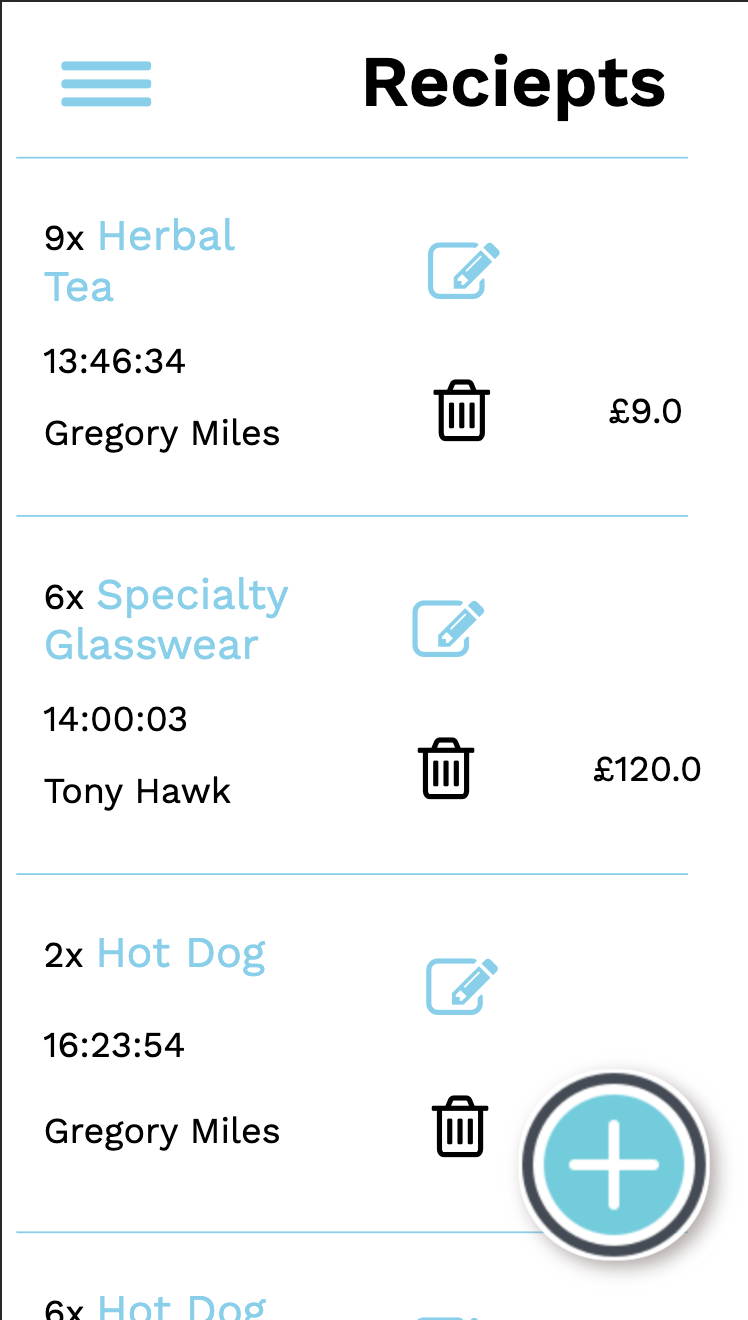 Reciepts
9x Herbal
Tea
13:46:34
Gregory Miles
£9.0
6x Specialty
Glasswear
14:00:03
Tony Hawk
£120.0
2x Hot Dog
16:23:54
Gregory Miles
6x Hot Dog